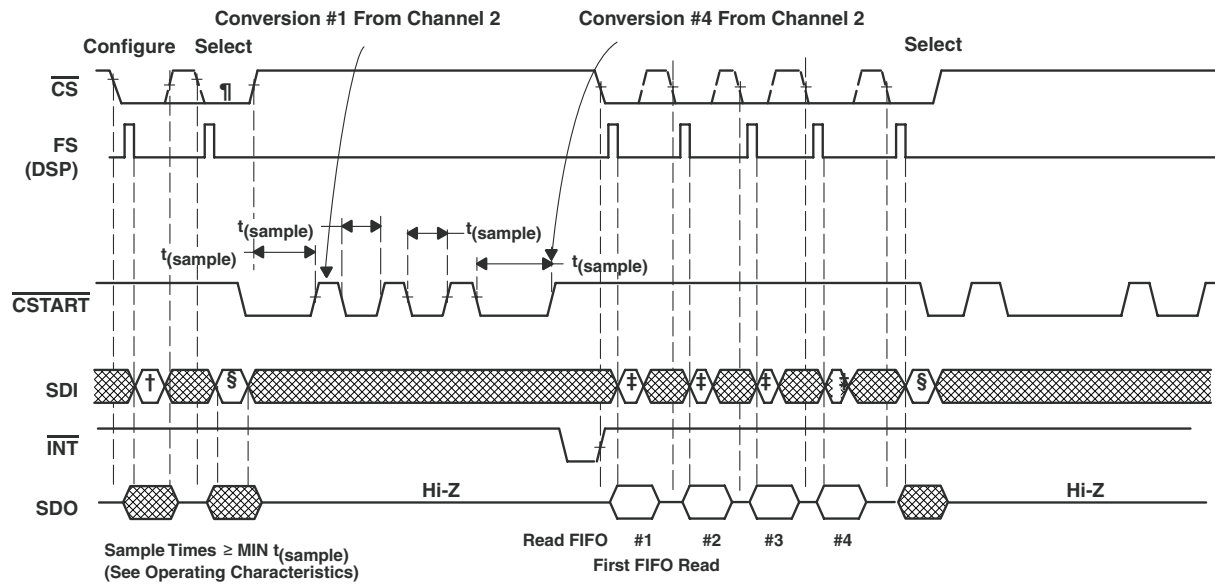 Conversion #1 From Channel 2
Conversion #4 From Channel 2
Configure
Select
Select
CS
¶
FS
(DSP)
t(sample)
t(sample)
t(sample)
t(sample)
CSTART
SDI
†
§
‡
‡
‡
‡
§
INT
SDO
Hi-Z
Hi-Z
Read FIFO
#1
#2
#3
#4
First FIFO Read
Sample Times ≥ MIN t(sample)
(See Operating Characteristics)